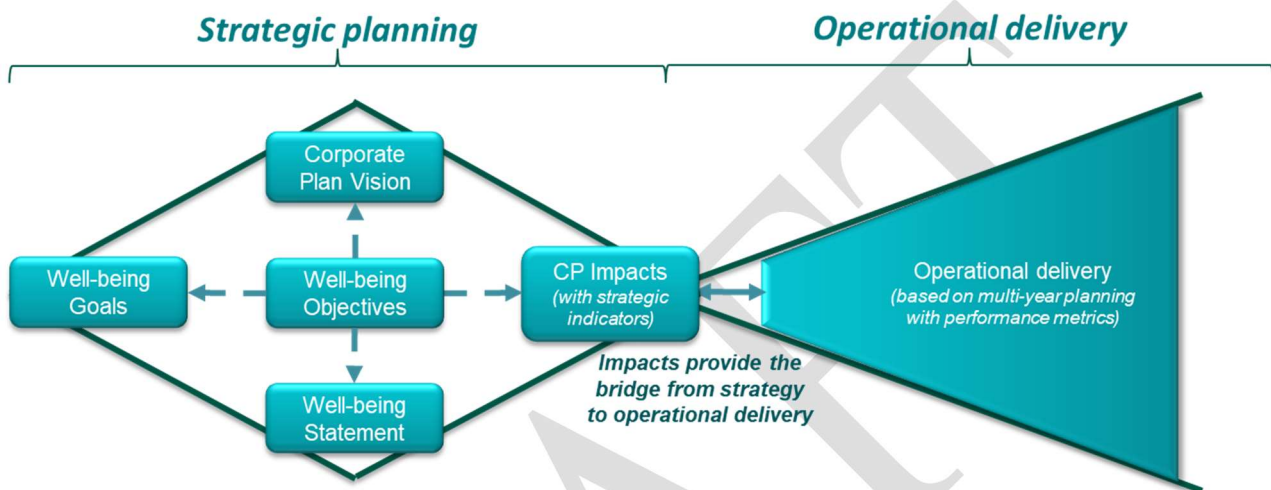 Strategic planning
Operational delivery
Corporate
Plan Vision
Well-being
Goals
Well-being
Objectives
CP Impacts
(with strategic
indicators)
Operational delivery
(based on multi-year planning
with performance metrics)
Impacts provide the
bridge from strategy
to operational delivery
Well-being
Statement